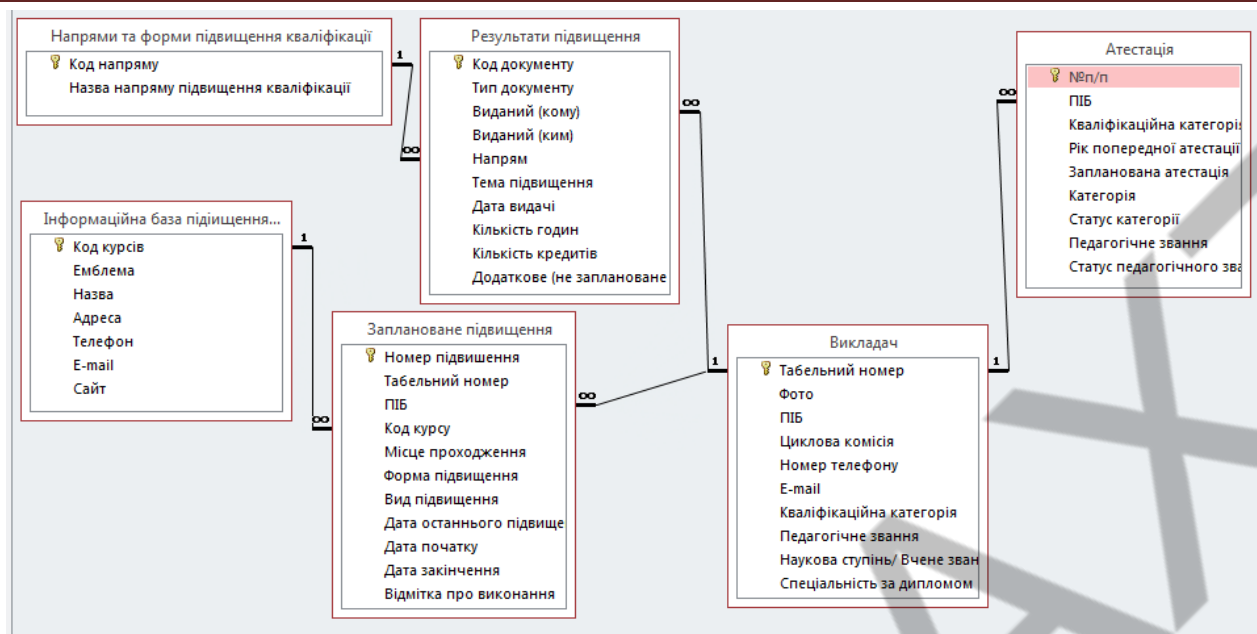 Напрями та форми підвищення кваліфікації
Код напряму
Назва напряму підвищення кваліфікації
1
∞
Результати підвищення
Код документу
Тип документу
Виданий (кому)
Виданий (ким)
Напрям
Тема підвищення
Дата видачі
Кількість годин
Кількість кредитів
Додаткове (не заплановане
∞
Атестація
№п/п
ПІБ
Кваліфікаційна категорія
Рік попередної атестації
Запланована атестація
Категорія
Статус категорії
Педагогічне звання
Статус педагогічного зва
∞
Інформаційна база підіищення...
Код курсів
Емблема
Назва
Адреса
Телефон
E-mail
Сайт
1
∞
Заплановане підвищення
Номер підвишення
Табельний номер
ПІБ
Код курсу
Місце проходження
Форма підвищення
Вид підвищення
Дата останнього підвище
Дата початку
Дата закінчення
Відмітка про виконання
∞
1
Викладач
Табельний номер
Фото
ПІБ
Циклова комісія
Номер телефону
E-mail
Кваліфікаційна категорія
Педагогічне звання
Наукова ступінь/ Вчене зван
Спеціальність за дипломом
1